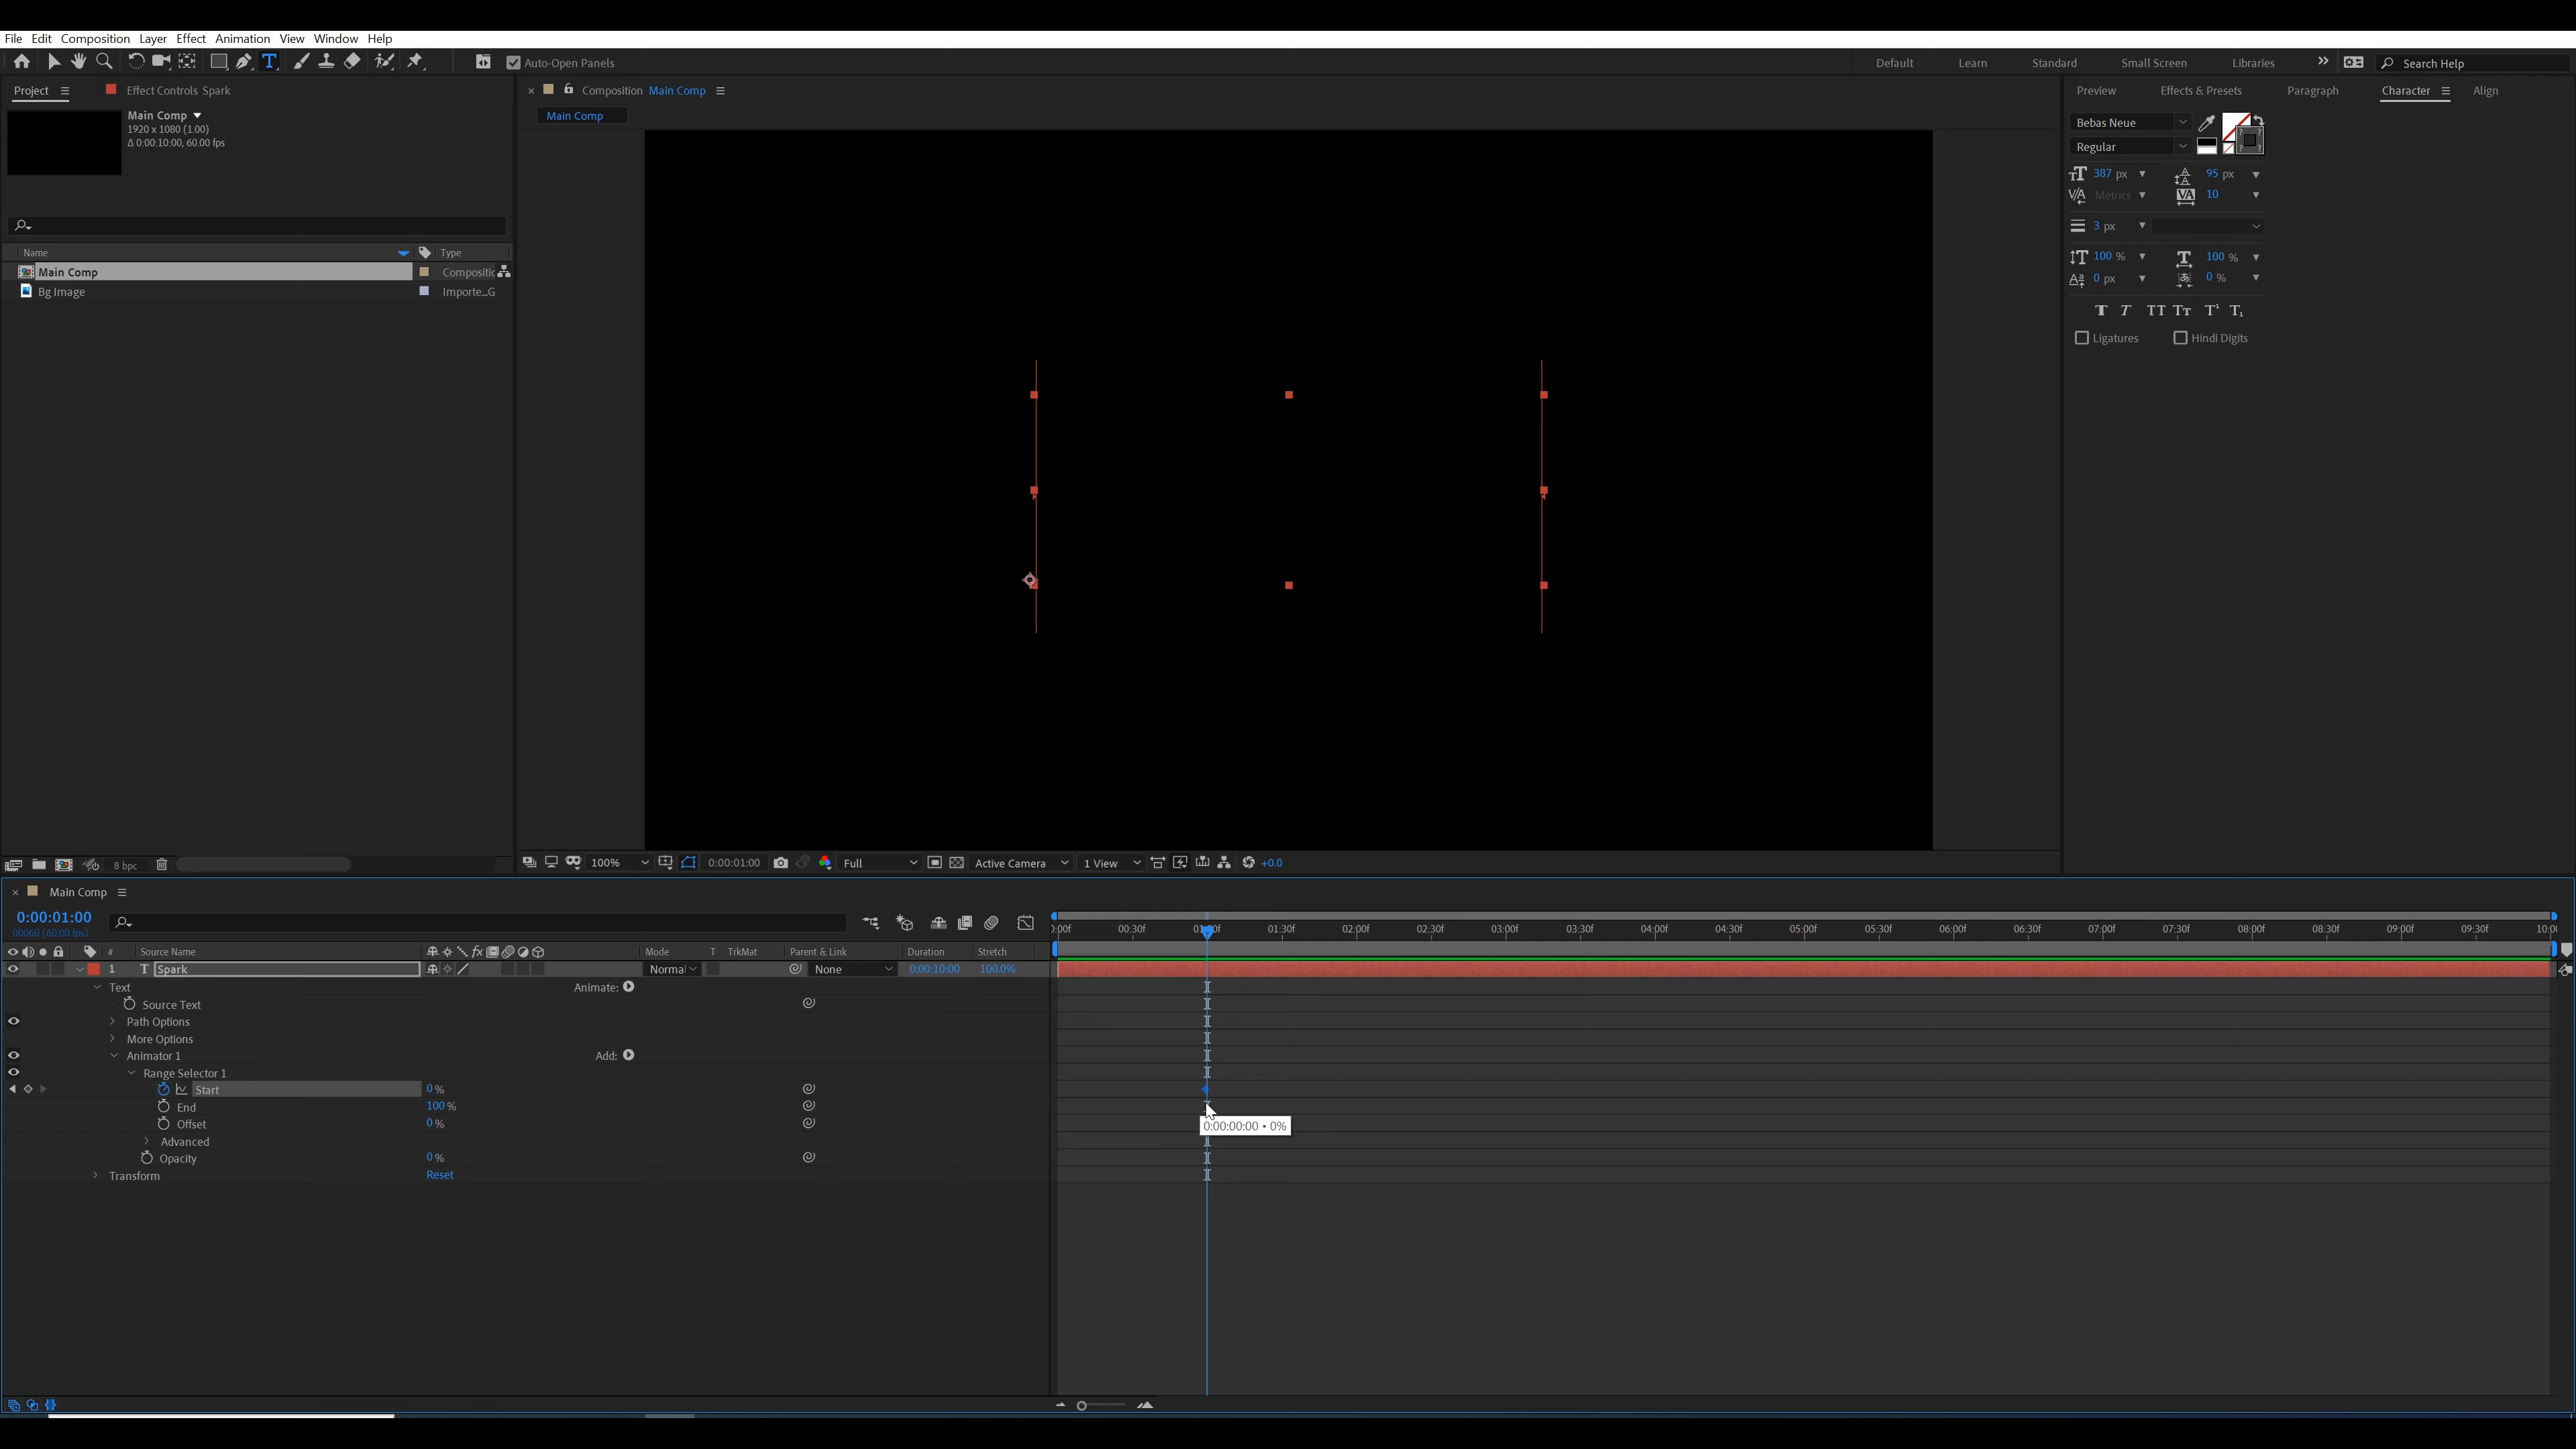 File Edit Composition Layer Effect Animation View Window Help
Auto-Open Panels
Default Learn Standard Small Screen Libraries Search Help
Project Effect Controls Spark
Composition Main Comp
Preview Effects & Presets Paragraph Character Align
Main Comp
1920 x 1080 (1.00)
Δ 0:00:10:00, 60.00 fps
Main Comp
Bebas Neue
Regular
387 px 95 px
Metrics 10
3 px
100 % 100 %
0 px 0 %
Ligatures Hindi Digits
Name Type
Main Comp Compositic
Bg Image Importe...G
8 bpc
100% 0:00:01:00 Full Active Camera 1 View +0.0
Main Comp
0:00:01:00
00060 (60.00 fps)
:00f 00:30f 01:00f 01:30f 02:00f 02:30f 03:00f 03:30f 04:00f 04:30f 05:00f 05:30f 06:00f 06:30f 07:00f 07:30f 08:00f 08:30f 09:00f 09:30f 10:00
# Source Name Mode T TrkMat Parent & Link Duration Stretch
1 T Spark Normal None 0:00:10:00 100.0%
Text Animate:
Source Text
Path Options
More Options
Animator 1 Add:
Range Selector 1
Start 0 %
End 100 %
Offset 0 %
0:00:00:00 • 0%
Advanced
Opacity 0 %
Transform Reset